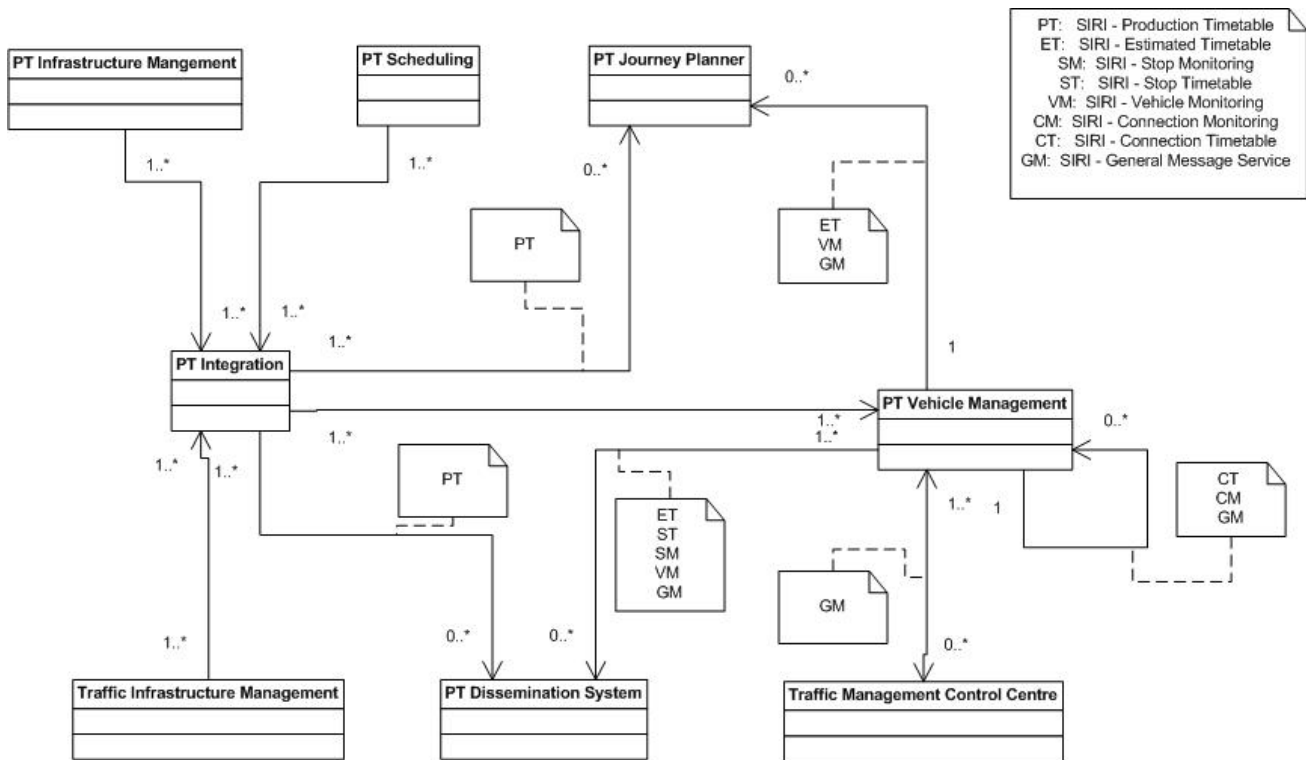 PT: SIRI - Production Timetable
ET: SIRI - Estimated Timetable
SM: SIRI - Stop Monitoring
ST: SIRI - Stop Timetable
VM: SIRI - Vehicle Monitoring
CM: SIRI - Connection Monitoring
CT: SIRI - Connection Timetable
GM: SIRI - General Message Service
PT Infrastructure Mangement
PT Scheduling
PT Journey Planner
0..*
1..*
1..*
0..*
PT
ET
VM
GM
1..*
1..*
1..*
1
PT Integration
PT Vehicle Management
1..*
1..*
1..*
0..*
1..*
1..*
PT
ET
ST
SM
VM
GM
1..*
1
CT
CM
GM
GM
1..*
0..*
0..*
0..*
Traffic Infrastructure Management
PT Dissemination System
Traffic Management Control Centre